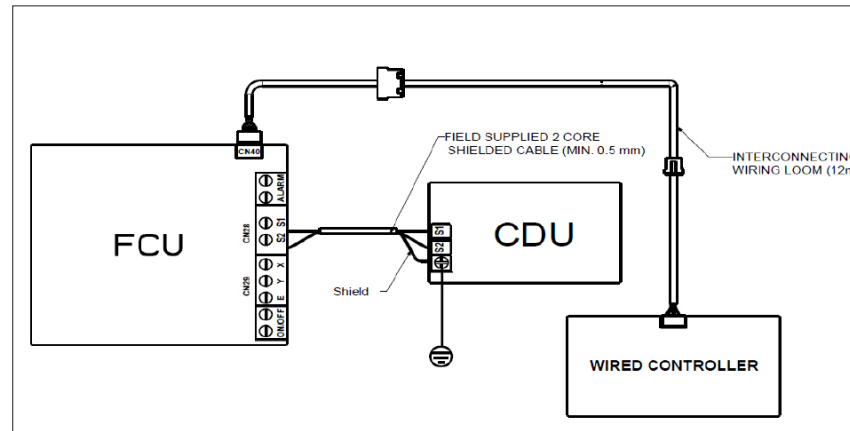 CN40
FIELD SUPPLIED 2 CORE
SHIELDED CABLE (MIN. 0.5 mm)
INTERCONNECTING
WIRING LOOM (12m
FCU
ALARM
CN28
S1
S2
CN29
X
Y
E
ON/OFF
S1
S2
CDU
Shield
WIRED CONTROLLER